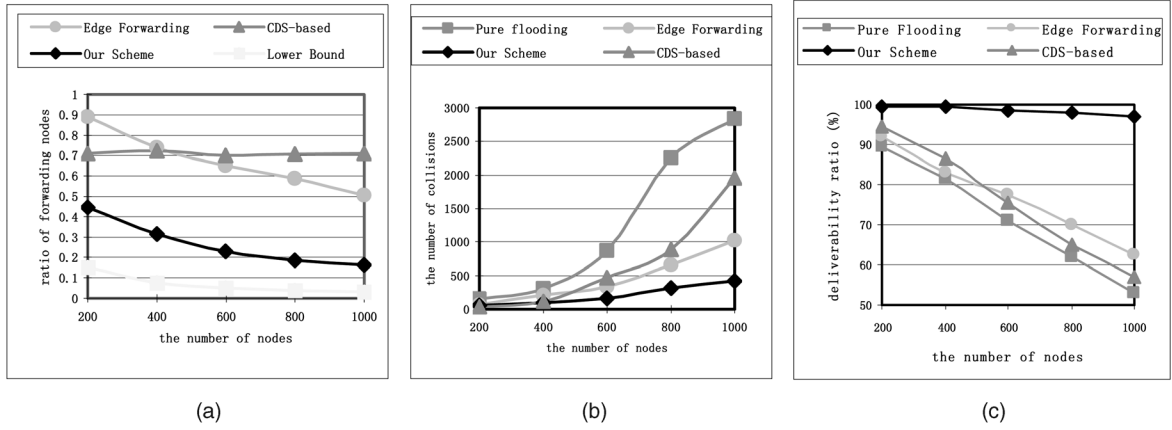 Edge Forwarding CDS-based
Our Scheme Lower Bound
ratio of forwarding nodes
1
0.9
0.8
0.7
0.6
0.5
0.4
0.3
0.2
0.1
0
200 400 600 800 1000
the number of nodes
(a)
Pure flooding Edge Forwarding
Our Scheme CDS-based
the number of collisions
3000
2500
2000
1500
1000
500
0
200 400 600 800 1000
the number of nodes
(b)
Pure Flooding Edge Forwarding
Our Scheme CDS-based
deliverability ratio (%)
100
90
80
70
60
50
200 400 600 800 1000
the number of nodes
(c)